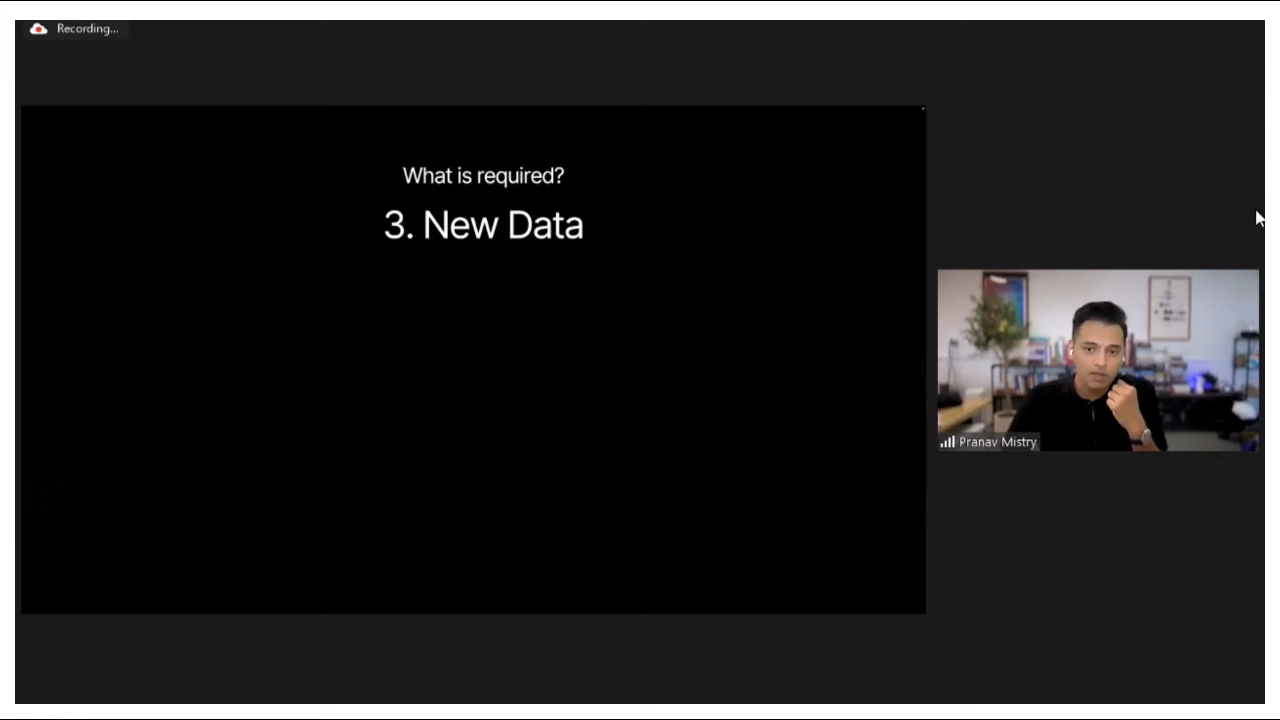 Recording...
What is required?
3. New Data
Pranav Mistry